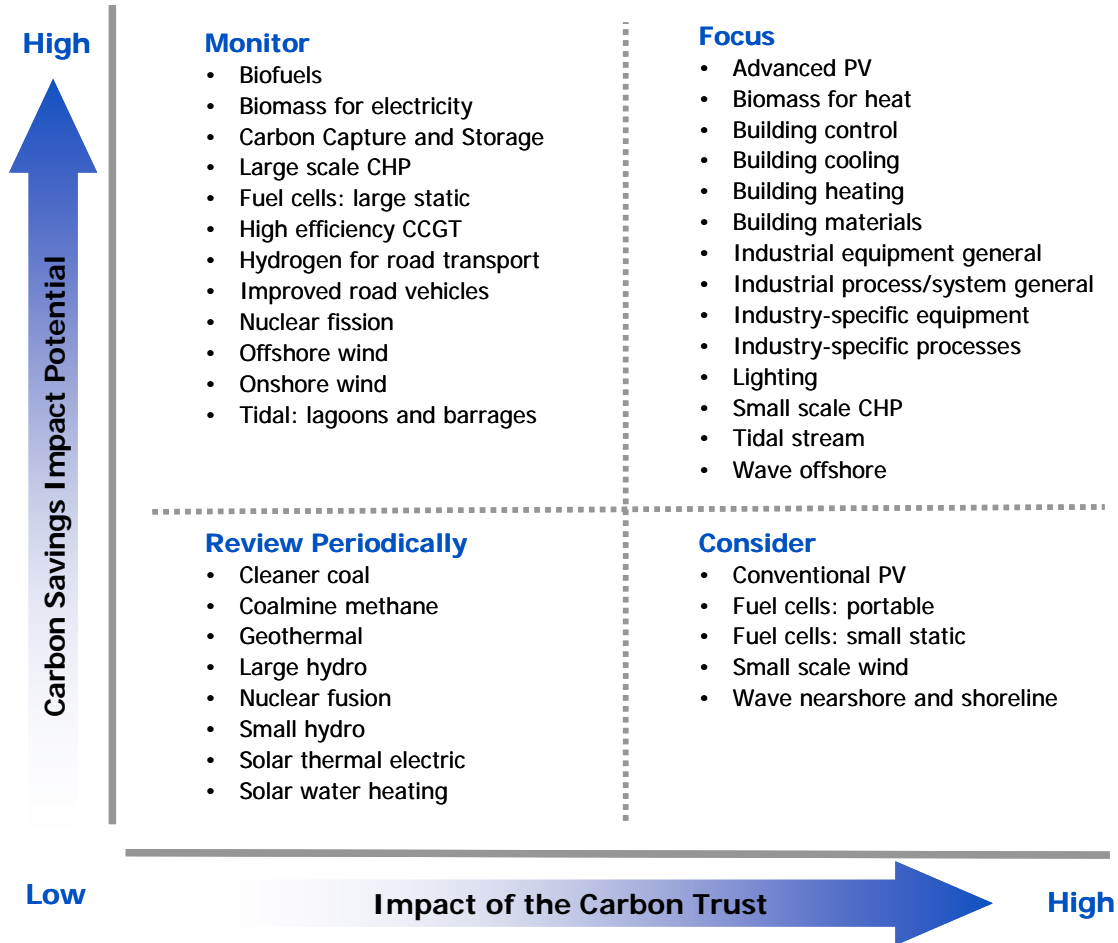 High
Monitor
• Biofuels
• Biomass for electricity
• Carbon Capture and Storage
• Large scale CHP
• Fuel cells: large static
• High efficiency CCGT
• Hydrogen for road transport
• Improved road vehicles
• Nuclear fission
• Offshore wind
• Onshore wind
• Tidal: lagoons and barrages
Focus
• Advanced PV
• Biomass for heat
• Building control
• Building cooling
• Building heating
• Building materials
• Industrial equipment general
• Industrial process/system general
• Industry-specific equipment
• Industry-specific processes
• Lighting
• Small scale CHP
• Tidal stream
• Wave offshore
Carbon Savings Impact Potential
Review Periodically
• Cleaner coal
• Coalmine methane
• Geothermal
• Large hydro
• Nuclear fusion
• Small hydro
• Solar thermal electric
• Solar water heating
Consider
• Conventional PV
• Fuel cells: portable
• Fuel cells: small static
• Small scale wind
• Wave nearshore and shoreline
Low
Impact of the Carbon Trust
High